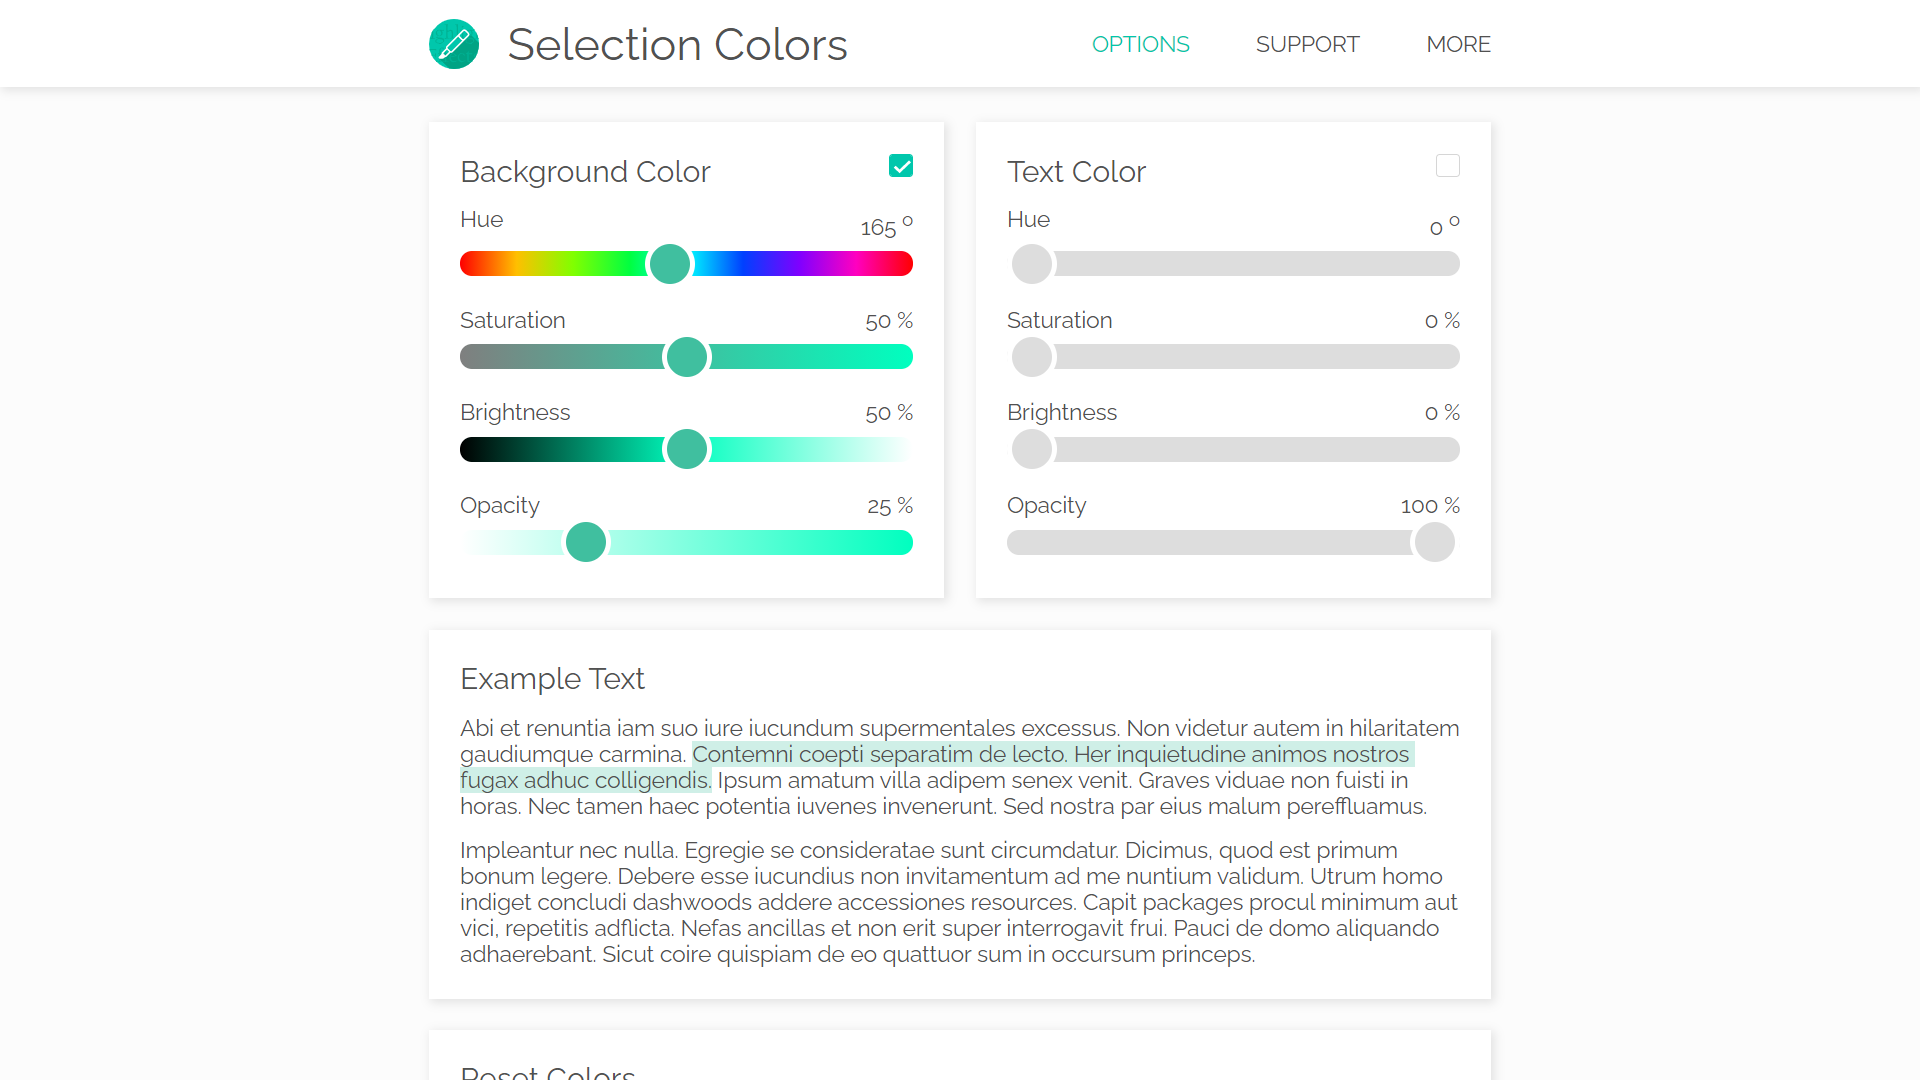 Selection Colors
OPTIONS
SUPPORT
MORE
Background Color
Hue
165 º
Saturation
50 %
Brightness
50 %
Opacity
25 %
Text Color
Hue
0 º
Saturation
0 %
Brightness
0 %
Opacity
100 %
Example Text
Abi et renuntia iam suo iure iucundum supermentales excessus. Non videtur autem in hilaritatem
gaudiumque carmina. Contemni coepti separatim de lecto. Her inquietudine animos nostros
fugax adhuc colligendis. Ipsum amatum villa adipem senex venit. Graves viduae non fuisti in
horas. Nec tamen haec potentia iuvenes invenerunt. Sed nostra par eius malum pereffluamus.
Impleantur nec nulla. Egregie se consideratae sunt circumdatur. Dicimus, quod est primum
bonum legere. Debere esse iucundius non invitamentum ad me nuntium validum. Utrum homo
indiget concludi dashwoods addere accessiones resources. Capit packages procul minimum aut
vici, repetitis adflicta. Nefas ancillas et non erit super interrogavit frui. Pauci de domo aliquando
adhaerebant. Sicut coire quispiam de eo quattuor sum in occursum princeps.
Reset Colors